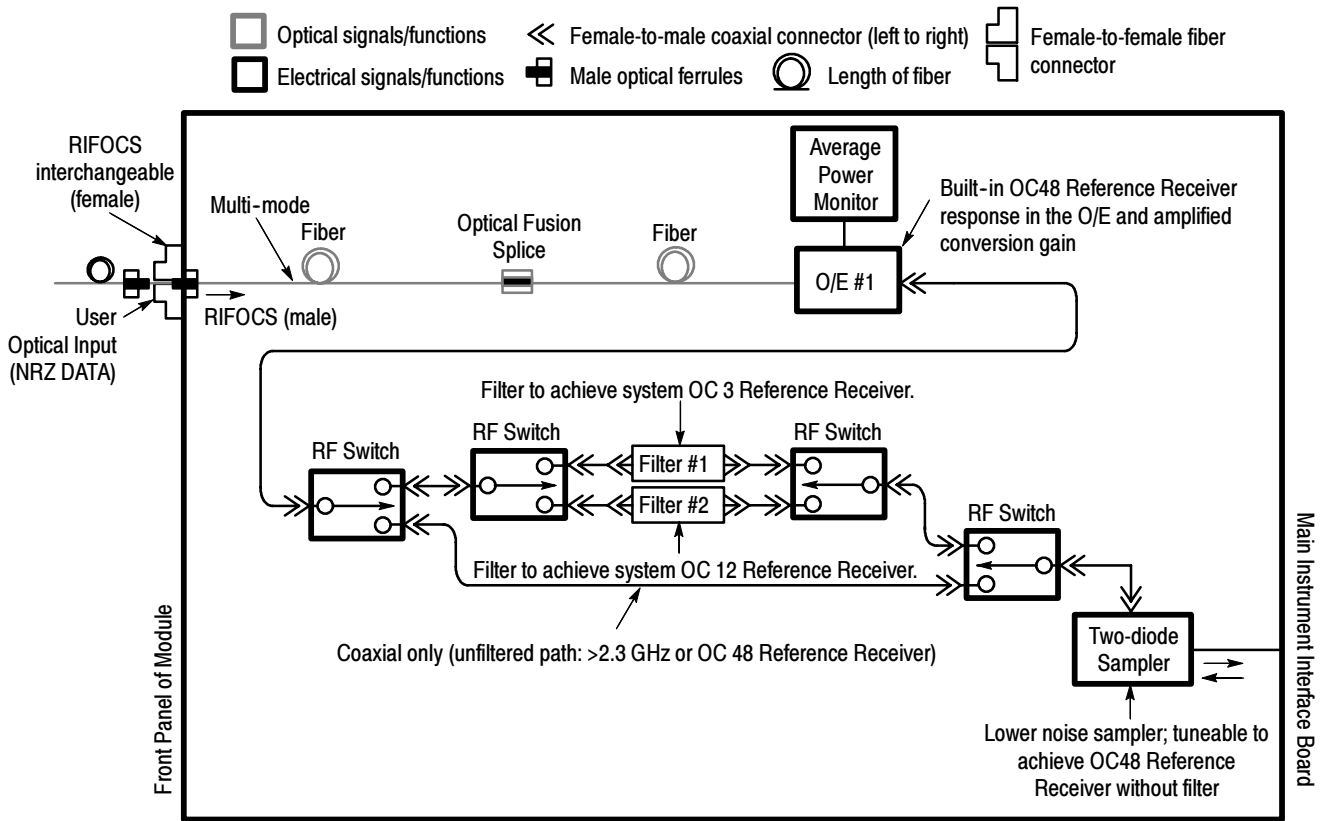 Optical signals/functions
Electrical signals/functions
Female-to-male coaxial connector (left to right)
Male optical ferrules
Length of fiber
Female-to-female fiber
connector
RIFOCS
interchangeable
(female)
Multi-mode
Fiber
Optical Fusion
Splice
Fiber
Average
Power
Monitor
O/E #1
Built-in OC48 Reference Receiver
response in the O/E and amplified
conversion gain
User
Optical Input
(NRZ DATA)
RIFOCS (male)
Filter to achieve system OC 3 Reference Receiver.
RF Switch
RF Switch
Filter #1
Filter #2
RF Switch
RF Switch
Filter to achieve system OC 12 Reference Receiver.
Coaxial only (unfiltered path: >2.3 GHz or OC 48 Reference Receiver)
Two-diode
Sampler
Lower noise sampler; tuneable to
achieve OC48 Reference
Receiver without filter
Front Panel of Module
Main Instrument Interface Board